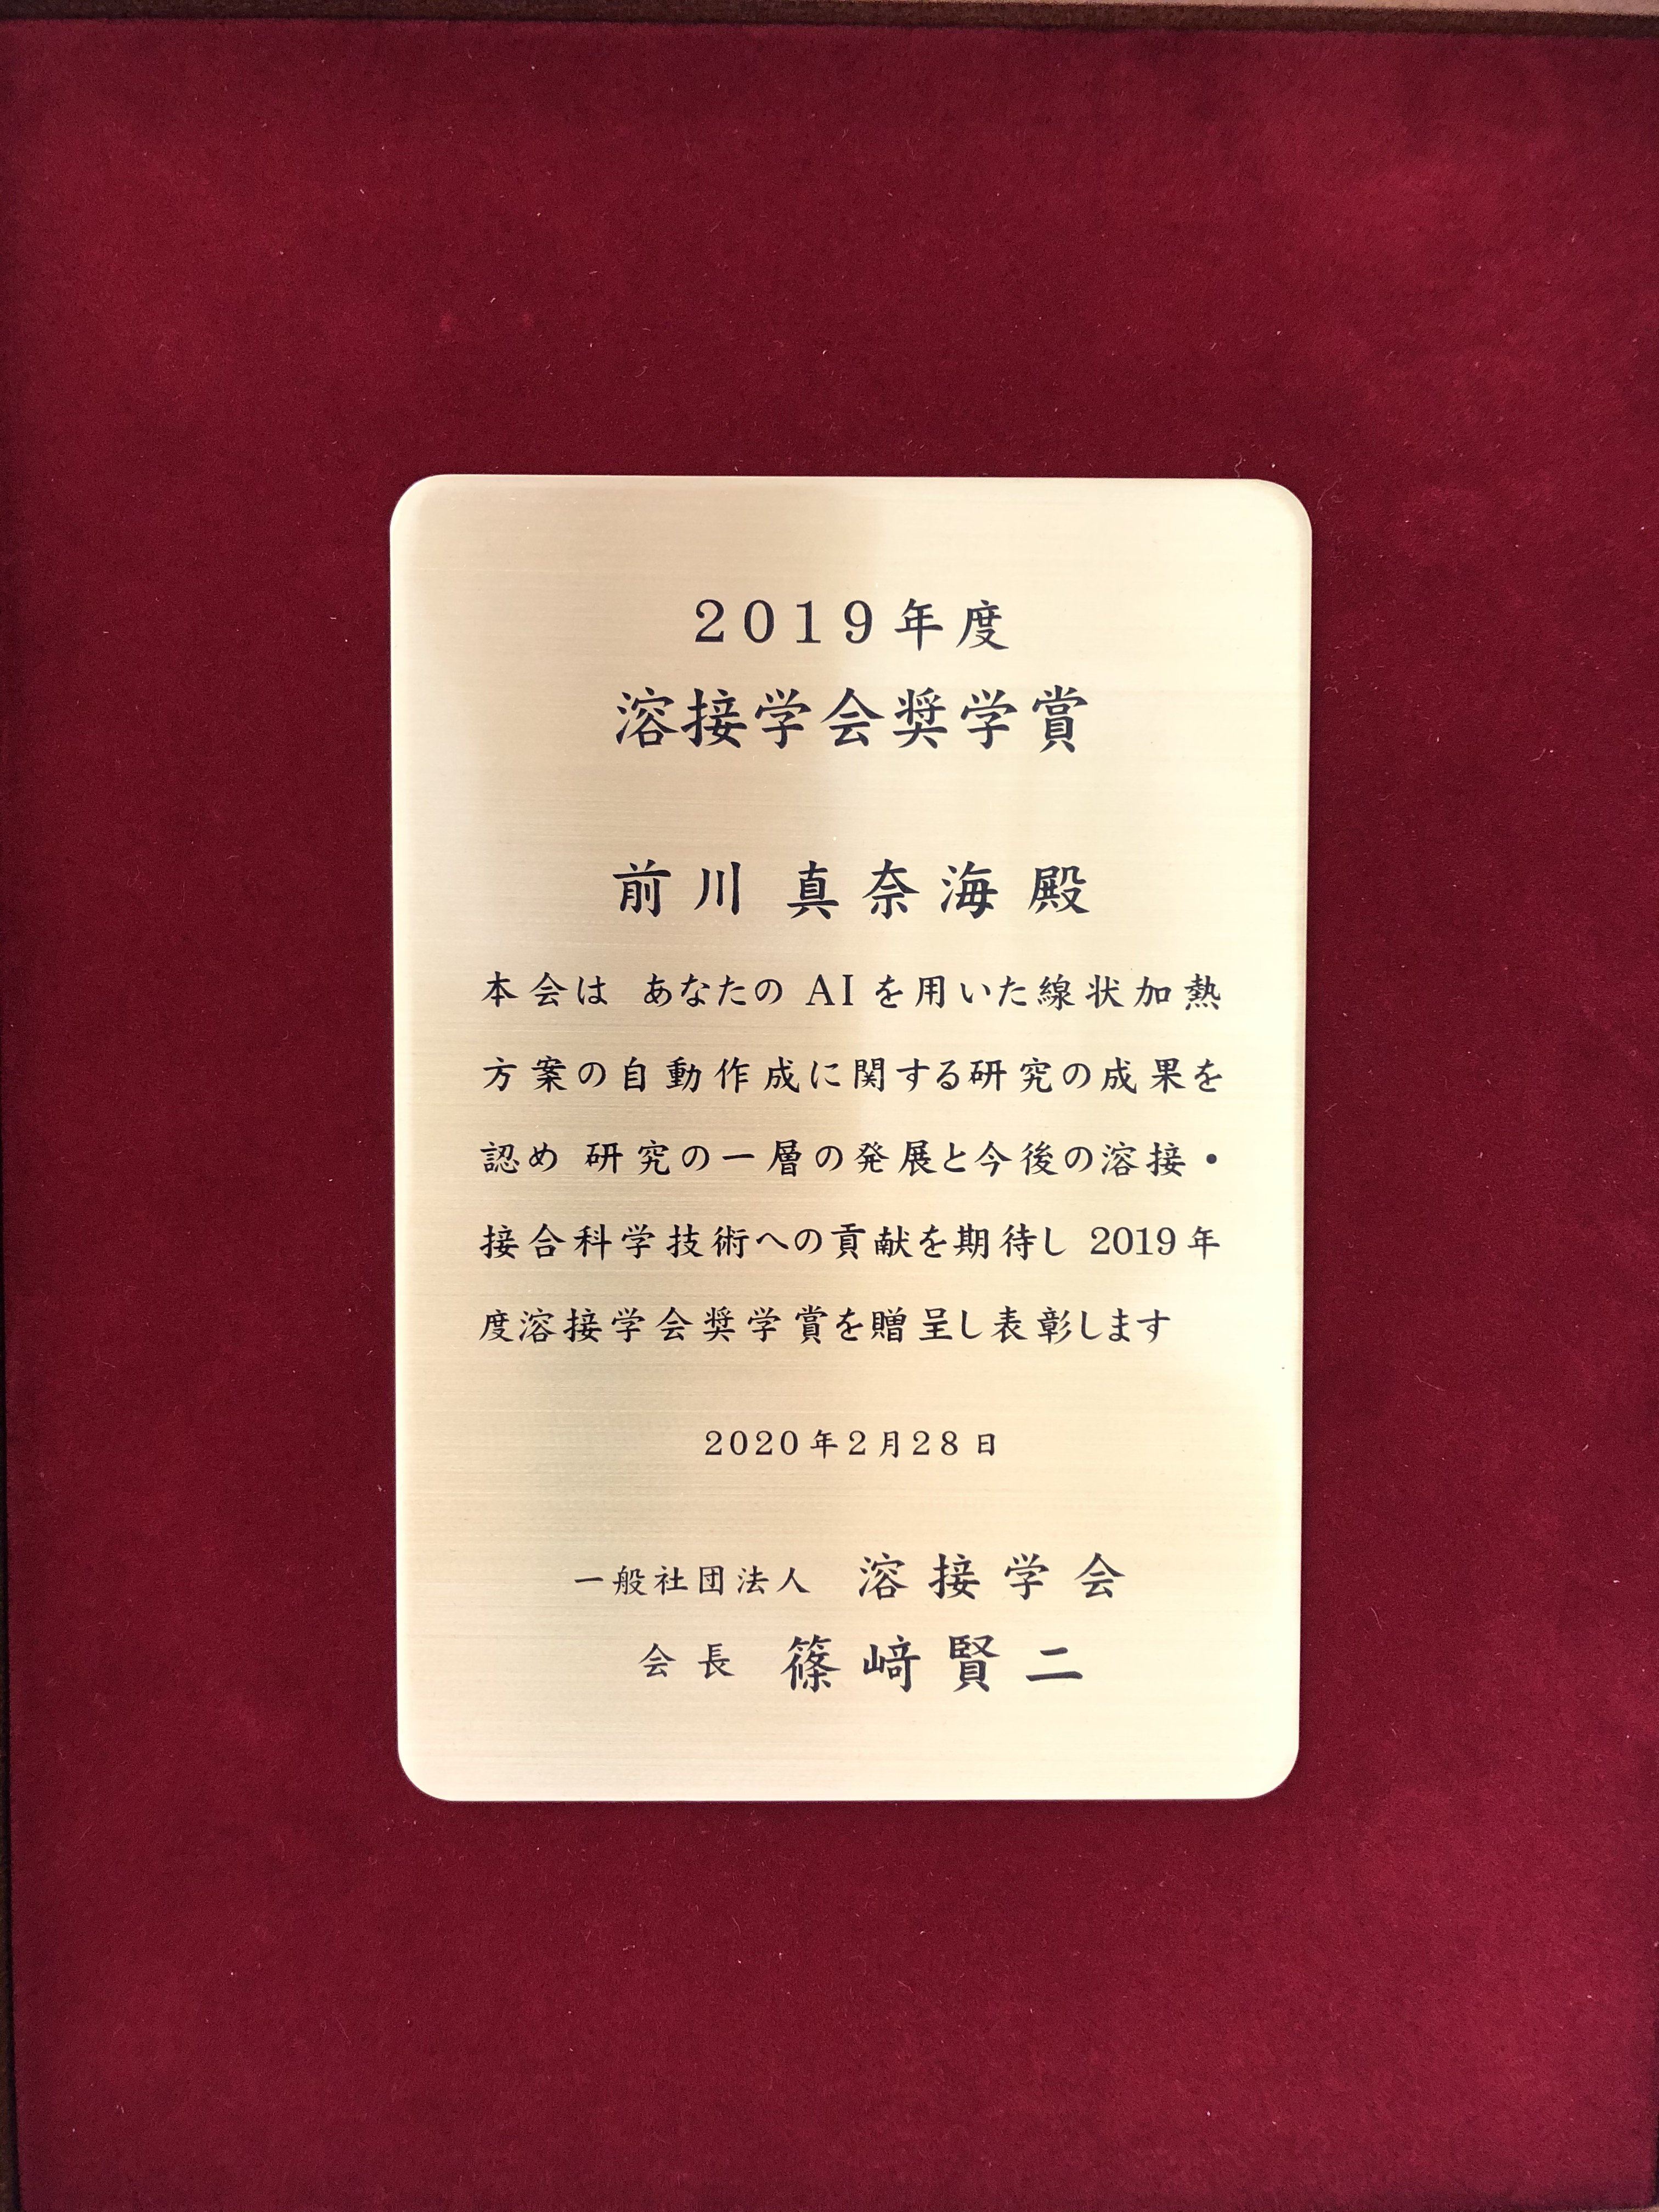 2019年度
溶接学会奨学賞
前川 真奈海 殿
本会は あなたの AI を用いた線状加熱
方案の自動作成に関する研究の成果を
認め 研究の一層の発展と今後の溶接・
接合科学技術への貢献を期待し 2019年
度溶接学会奨学賞を贈呈し表彰します
2020年2月28日
一般社団法人 溶接学会
会長 篠﨑賢二